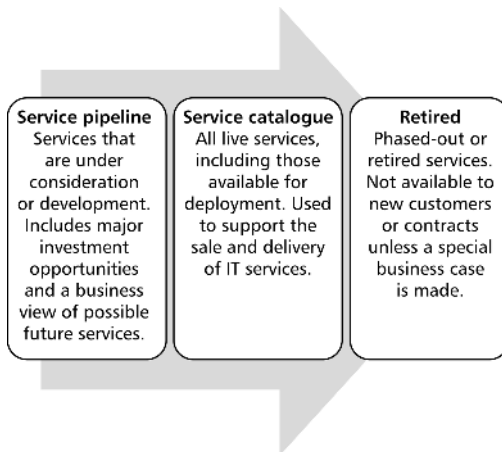 Service pipeline
Services that
are under
consideration
or development.
Includes major
investment
opportunities
and a business
view of possible
future services.
Service catalogue
All live services,
including those
available for
deployment. Used
to support the
sale and delivery
of IT services.
Retired
Phased-out or
retired services.
Not available to
new customers
or contracts
unless a special
business case
is made.